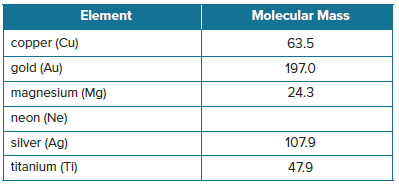 Element Molecular Mass
copper (Cu) 63.5
gold (Au) 197.0
magnesium (Mg) 24.3
neon (Ne)
silver (Ag) 107.9
titanium (Ti) 47.9